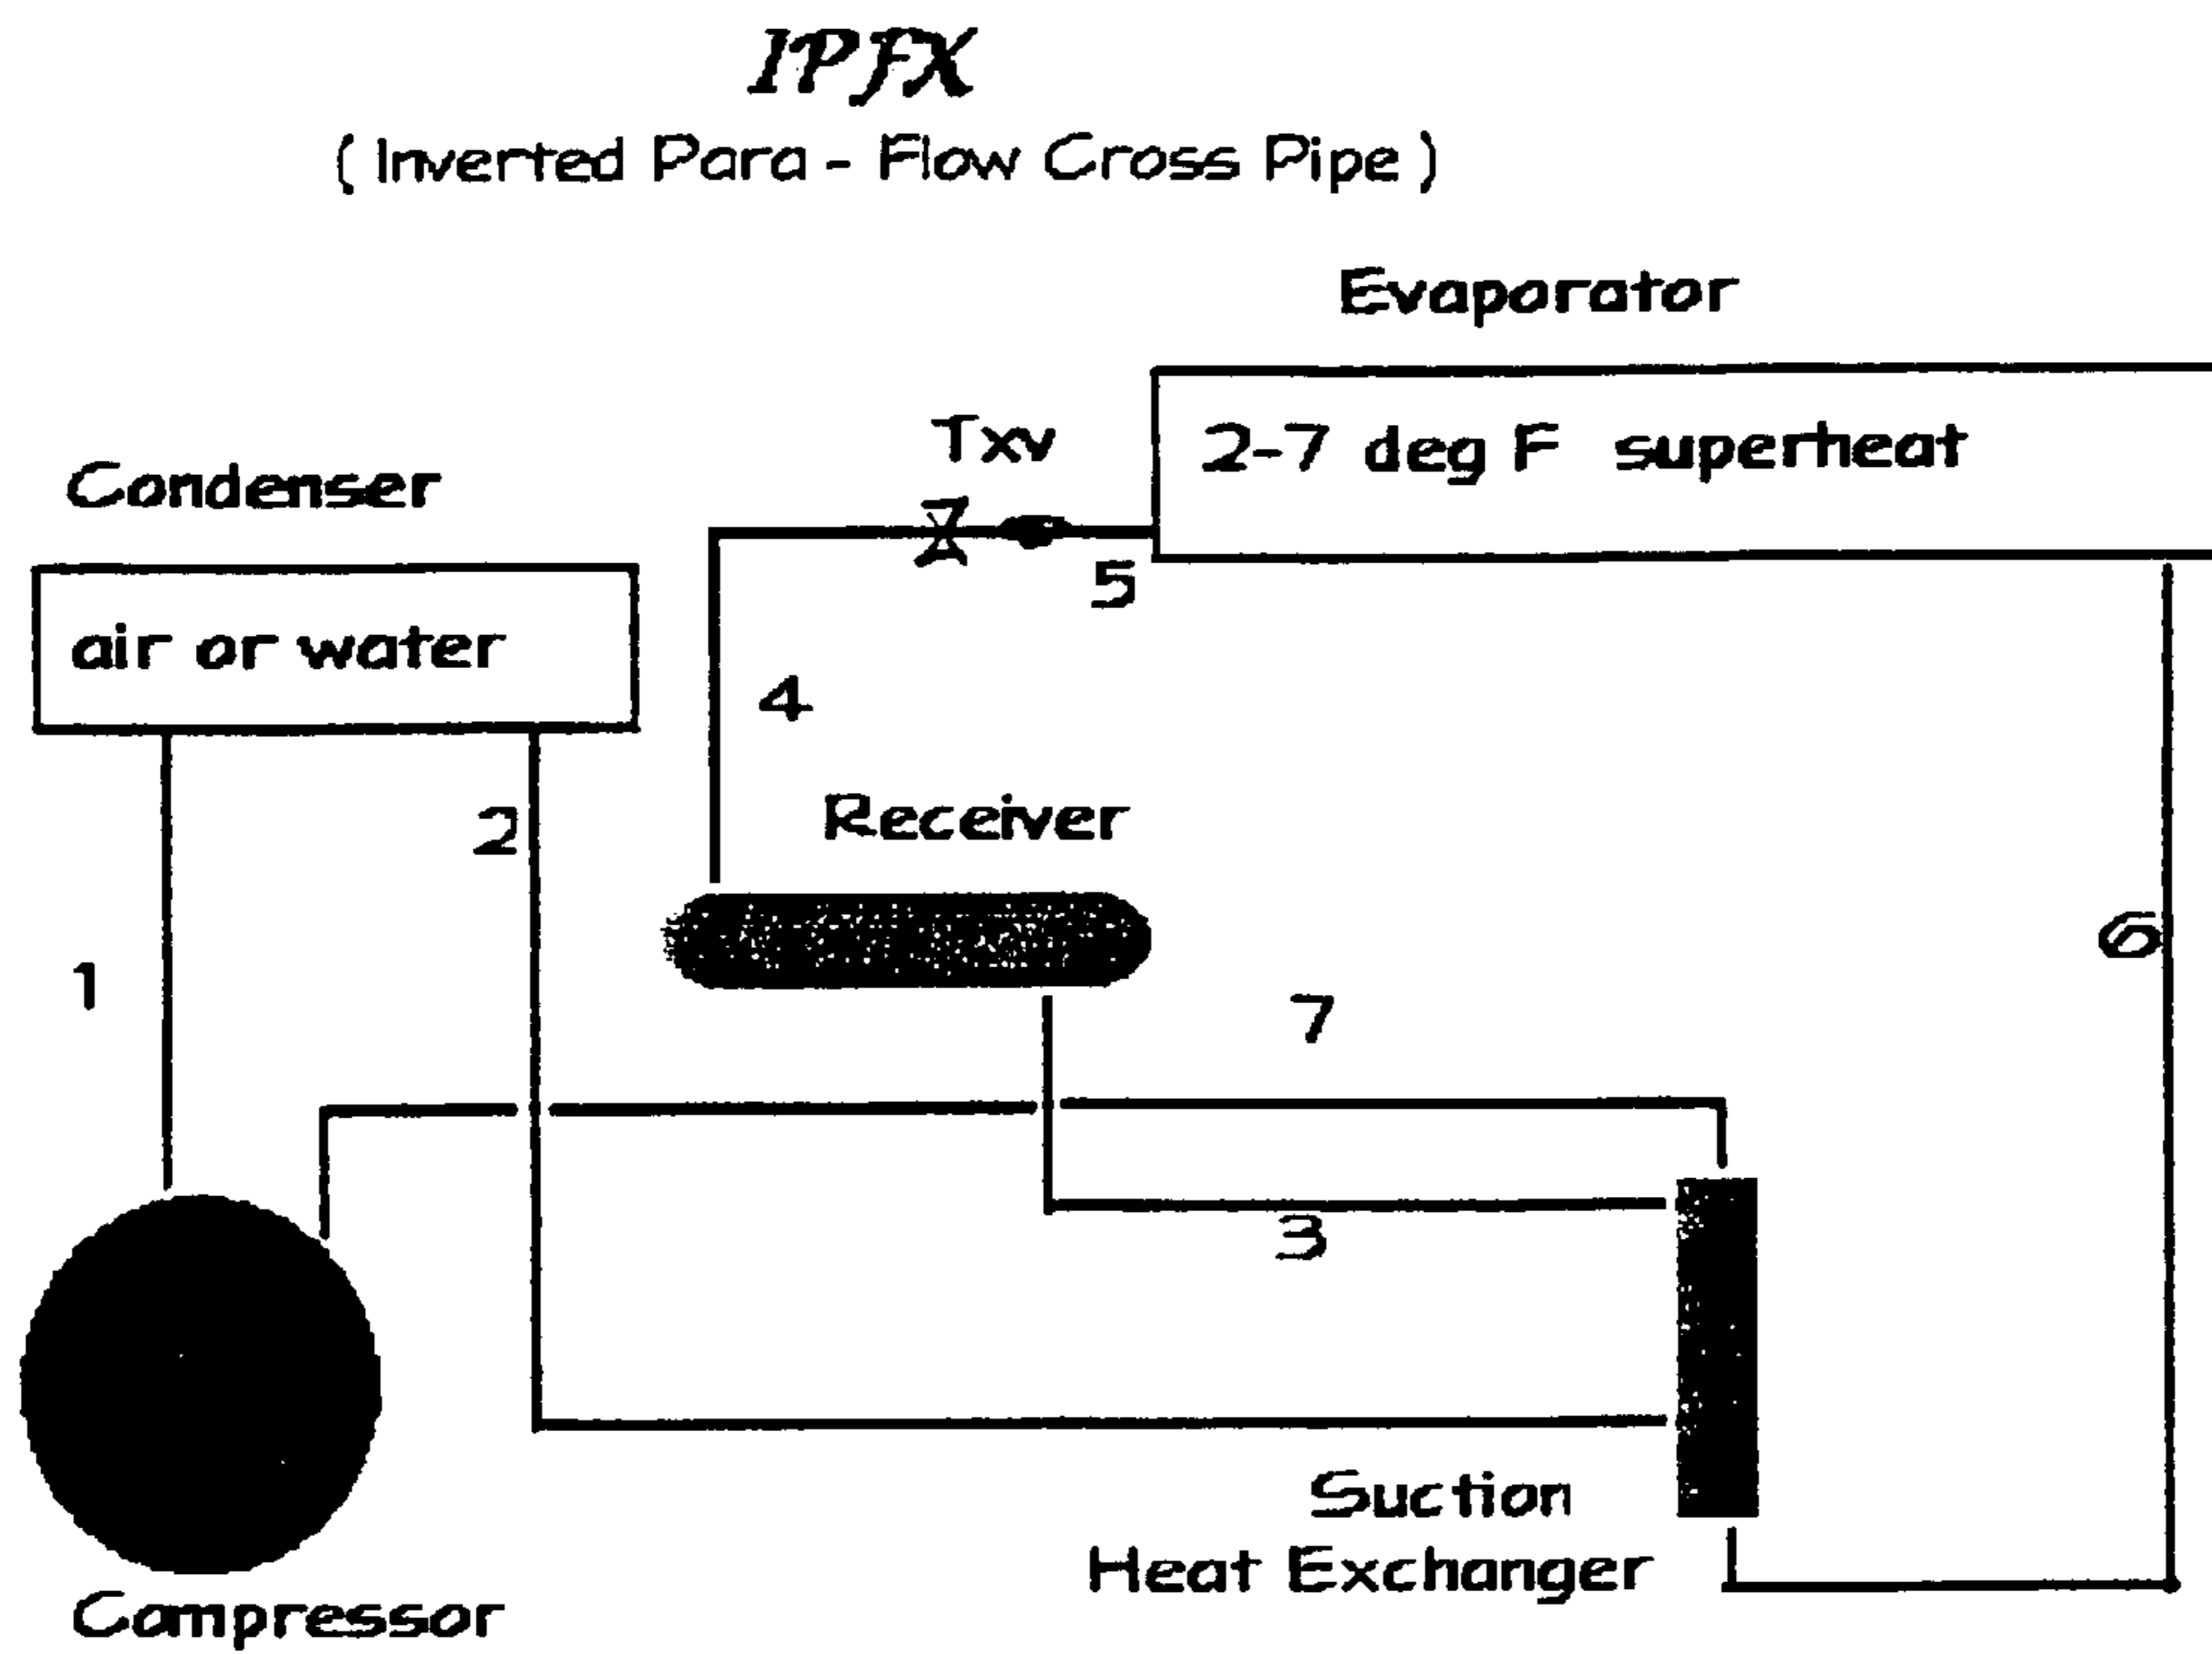 IPFX
( Inverted Para - Flow Cross Pipe )
Evaporator
Txv
2-7 deg F superheat
Condenser
5
air or water
4
2
Receiver
6
1
7
3
Suction
Heat Exchanger
Compressor